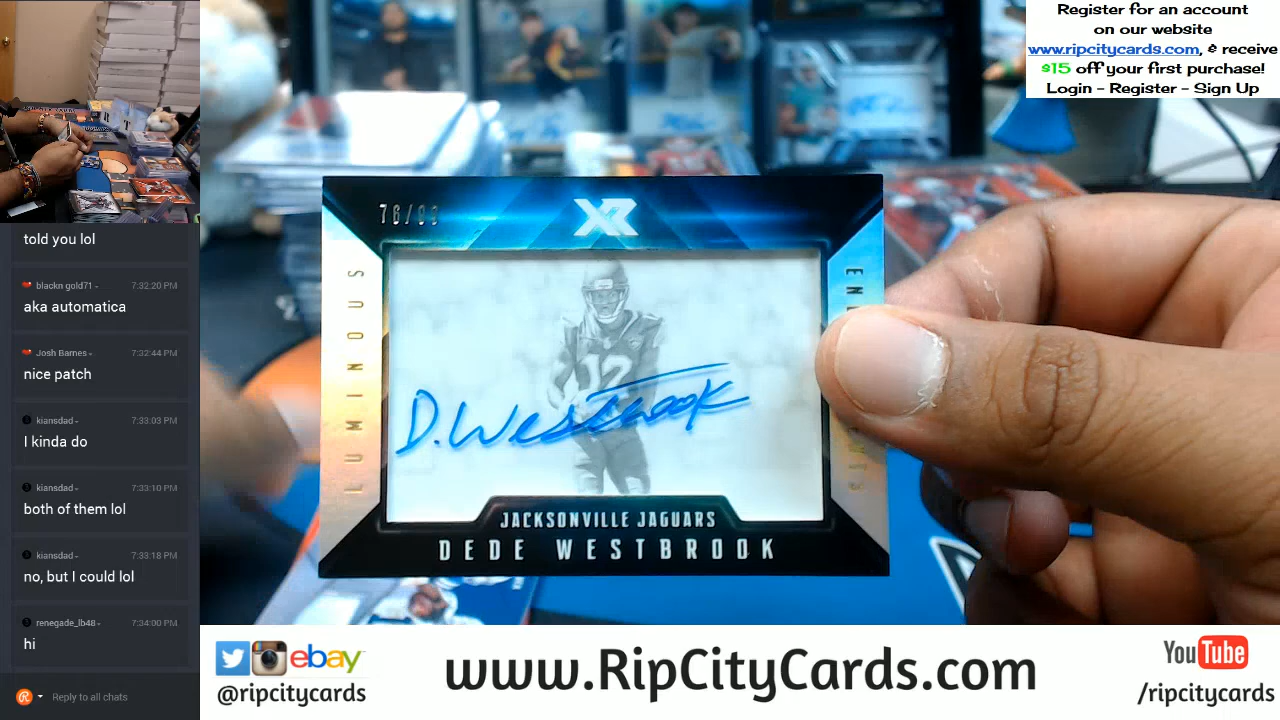 Register for an account
on our website
www.ripcitycards.com, & receive
$15 off your first purchase!
Login - Register - Sign Up
told you lol
blackn gold71 - 7:32:20 PM
aka automatica
Josh Barnes - 7:32:44 PM
nice patch
kiansdad - 7:33:03 PM
I kinda do
kiansdad - 7:33:10 PM
both of them lol
kiansdad - 7:33:18 PM
no, but I could lol
renegade_lb48 - 7:34:00 PM
hi
Reply to all chats
76/99
XR
LUMINOUS
12
D. Westbrook
JACKSONVILLE JAGUARS
DEDE WESTBROOK
ebay
@ripcitycards
www.RipCityCards.com
YouTube
/ripcitycards